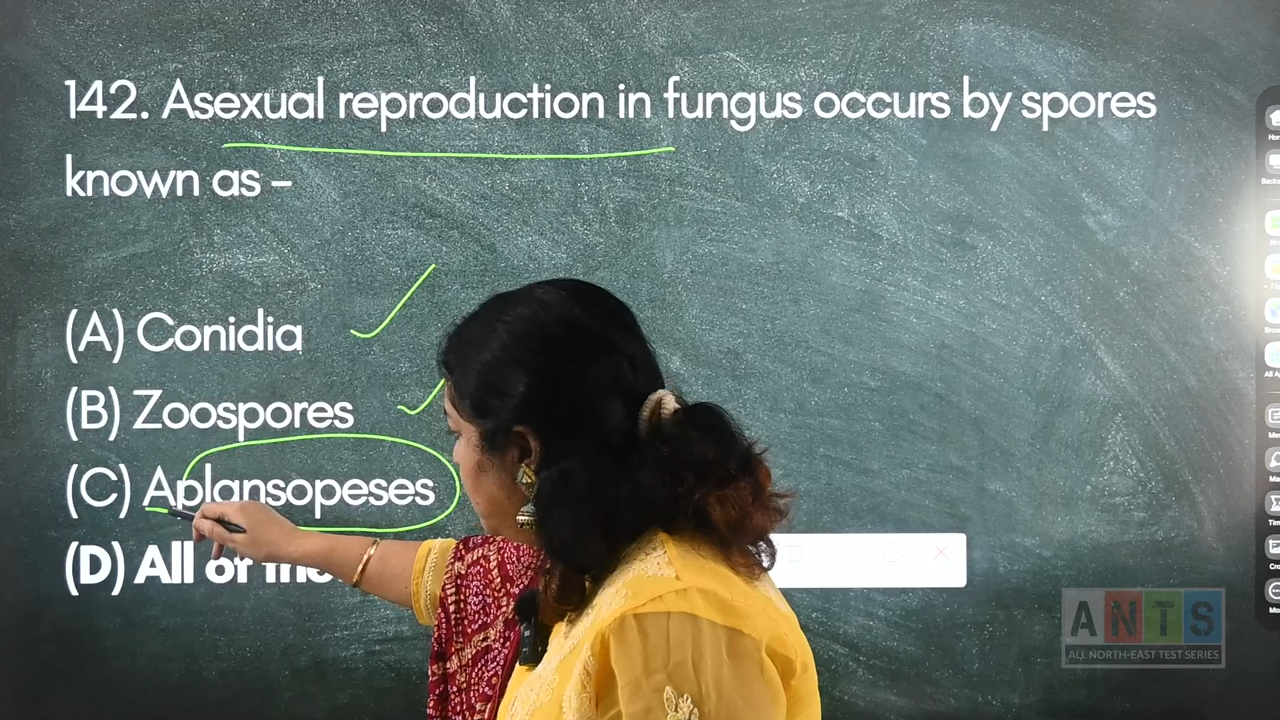 142. Asexual reproduction in fungus occurs by spores
known as –
(A) Conidia
(B) Zoospores
(C) Aplansopeses
(D) All of the
ANTS
ALL NORTH-EAST TEST SERIES